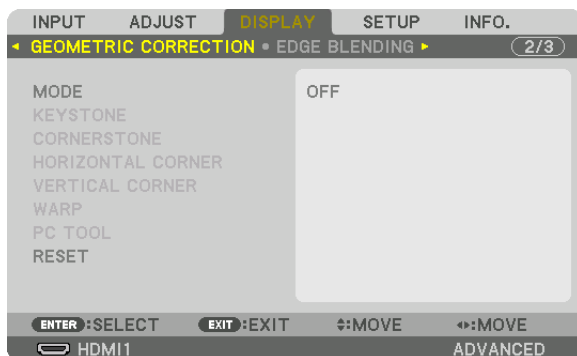 INPUT ADJUST DISPLAY SETUP INFO.
GEOMETRIC CORRECTION • EDGE BLENDING 2/3
MODE OFF
KEYSTONE
CORNERSTONE
HORIZONTAL CORNER
VERTICAL CORNER
WARP
PC TOOL
RESET
ENTER :SELECT EXIT :EXIT :MOVE :MOVE
HDMI1 ADVANCED